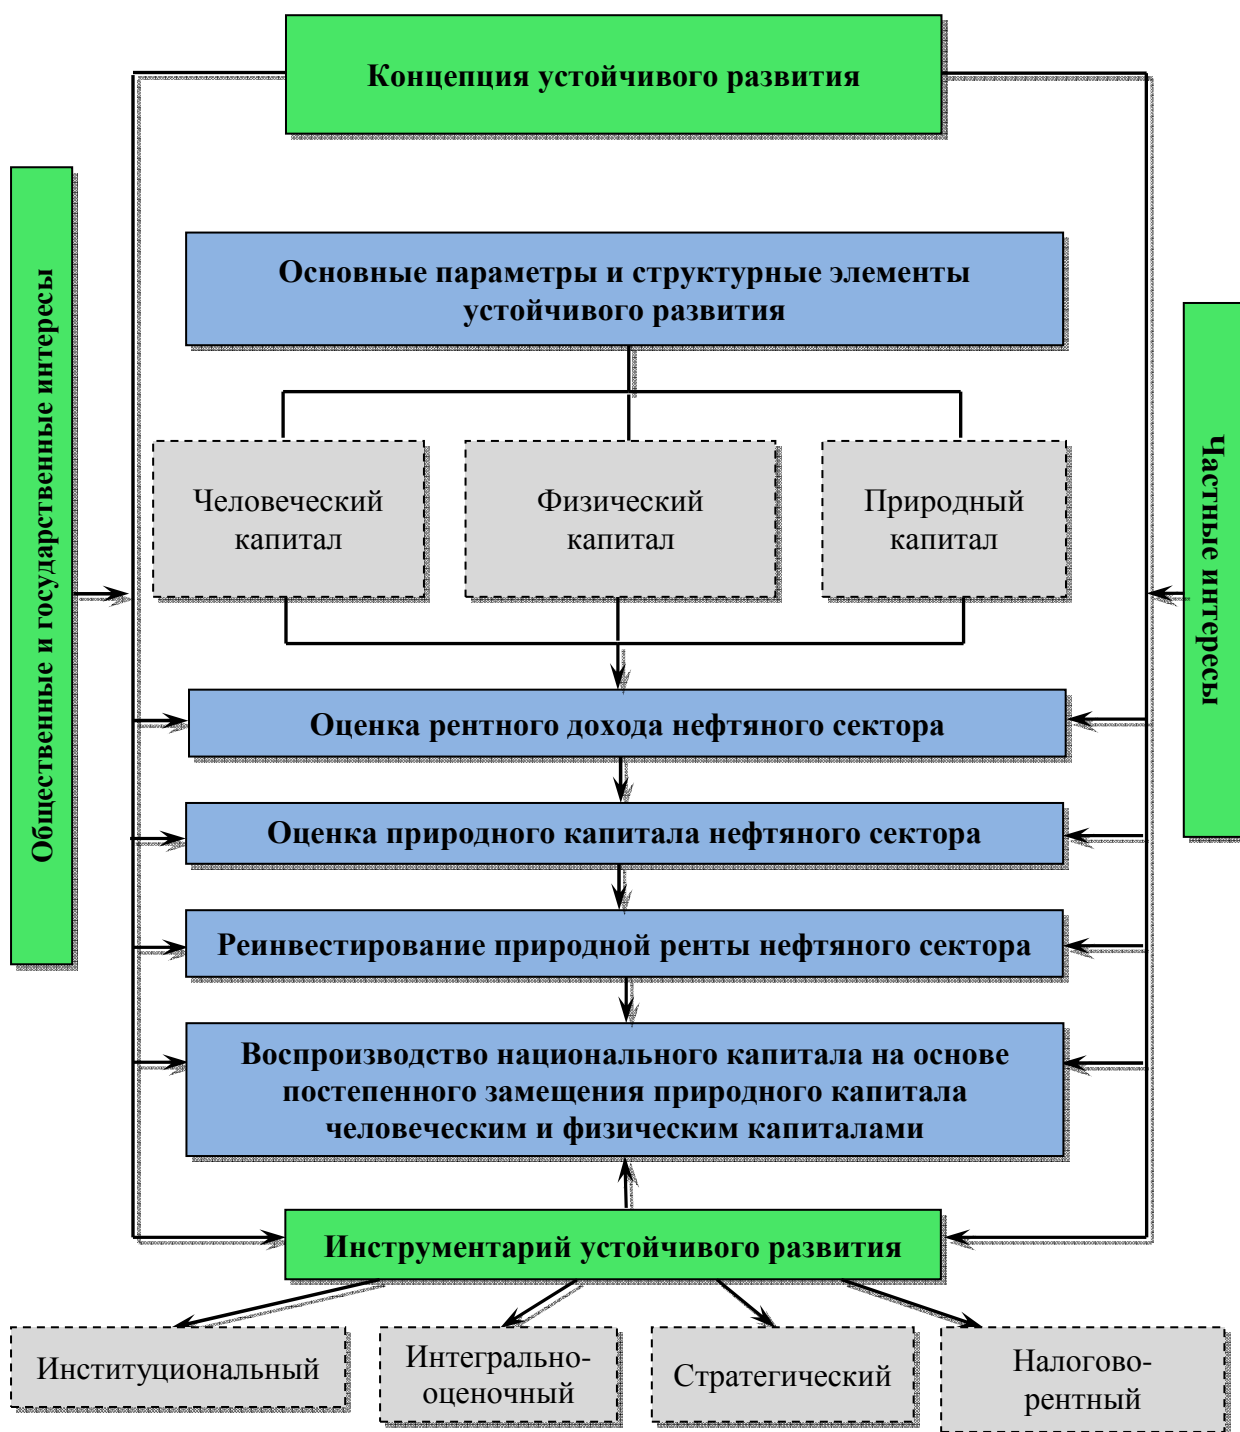 Концепция устойчивого развития
Общественные и государственные интересы
Основные параметры и структурные элементы
устойчивого развития
Частные интересы
Человеческий
капитал
Физический
капитал
Природный
капитал
Оценка рентного дохода нефтяного сектора
Оценка природного капитала нефтяного сектора
Реинвестирование природной ренты нефтяного сектора
Воспроизводство национального капитала на основе
постепенного замещения природного капитала
человеческим и физическим капиталами
Инструментарий устойчивого развития
Институциональный
Интегрально-
оценочный
Стратегический
Налогово-
рентный